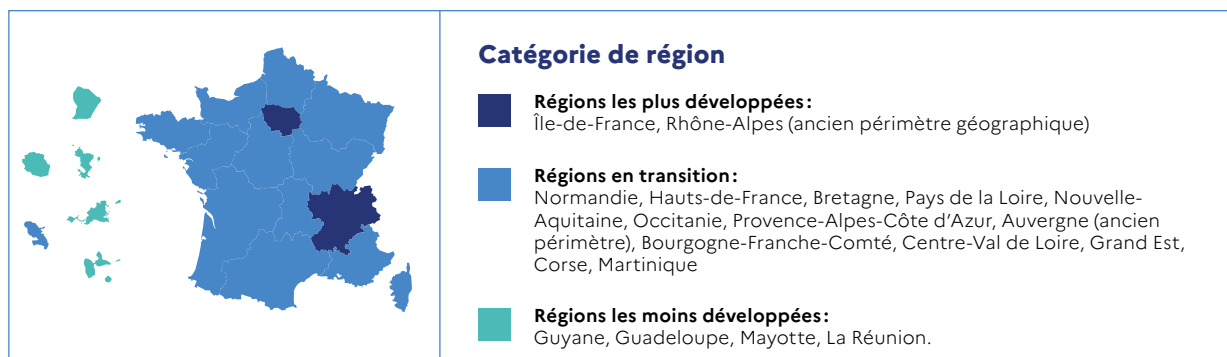 Catégorie de région
Régions les plus développées :
Île-de-France, Rhône-Alpes (ancien périmètre géographique)
Régions en transition :
Normandie, Hauts-de-France, Bretagne, Pays de la Loire, Nouvelle-
Aquitaine, Occitanie, Provence-Alpes-Côte d’Azur, Auvergne (ancien
périmètre), Bourgogne-Franche-Comté, Centre-Val de Loire, Grand Est,
Corse, Martinique
Régions les moins développées :
Guyane, Guadeloupe, Mayotte, La Réunion.